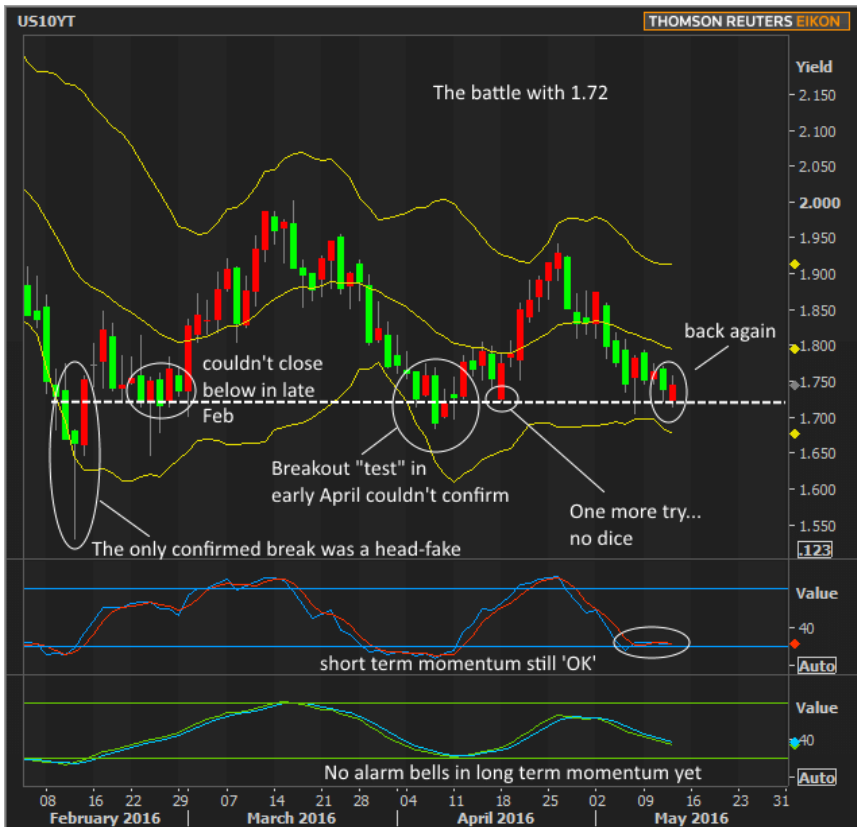 US10YT
THOMSON REUTERS EIKON
Yield
The battle with 1.72
2.150
2.100
2.050
2.000
1.950
1.900
1.850
1.800
1.750
1.700
1.650
1.600
1.550
.123
back again
couldn't close
below in late
Feb
Breakout "test" in
early April couldn't confirm
One more try...
no dice
The only confirmed break was a head-fake
Value
40
Auto
short term momentum still 'OK'
Value
40
Auto
No alarm bells in long term momentum yet
08 16 22 29 07 14 21 28 04 11 18 25 02 09 16 23 31
February 2016 March 2016 April 2016 May 2016